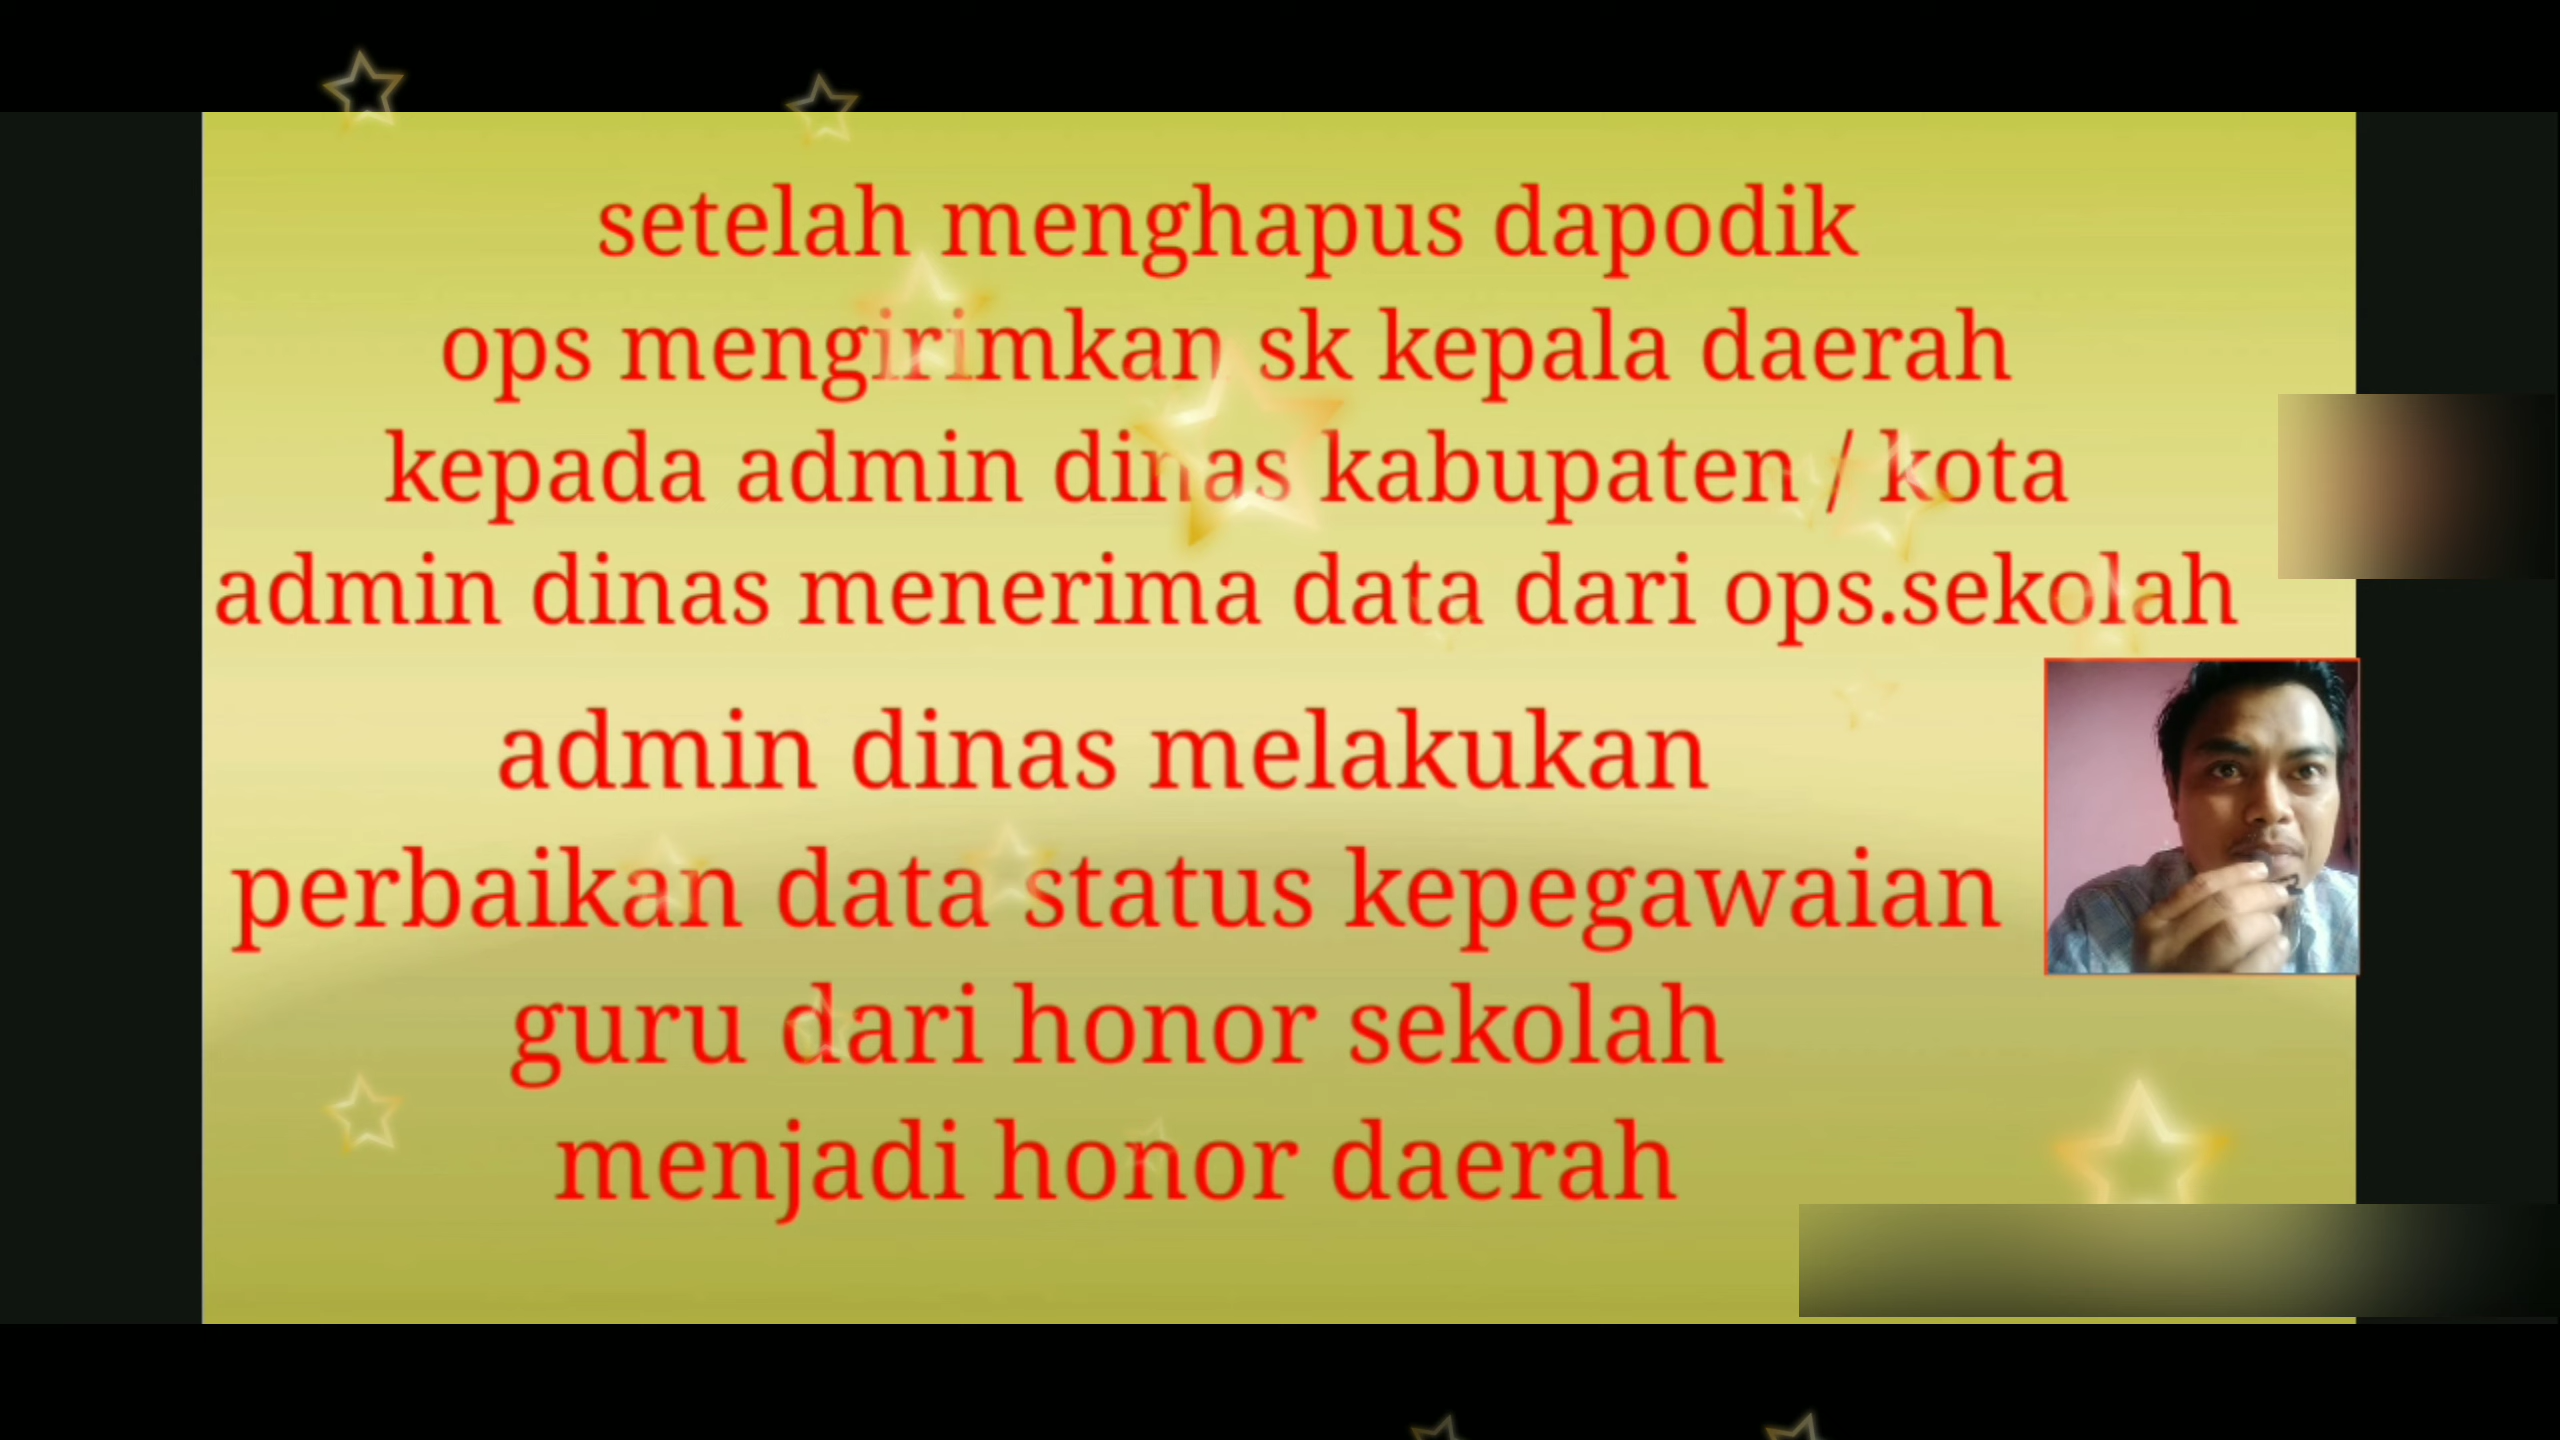 setelah menghapus dapodik
ops mengirimkan sk kepala daerah
kepada admin dinas kabupaten / kota
admin dinas menerima data dari ops.sekolah
admin dinas melakukan
perbaikan data status kepegawaian
guru dari honor sekolah
menjadi honor daerah